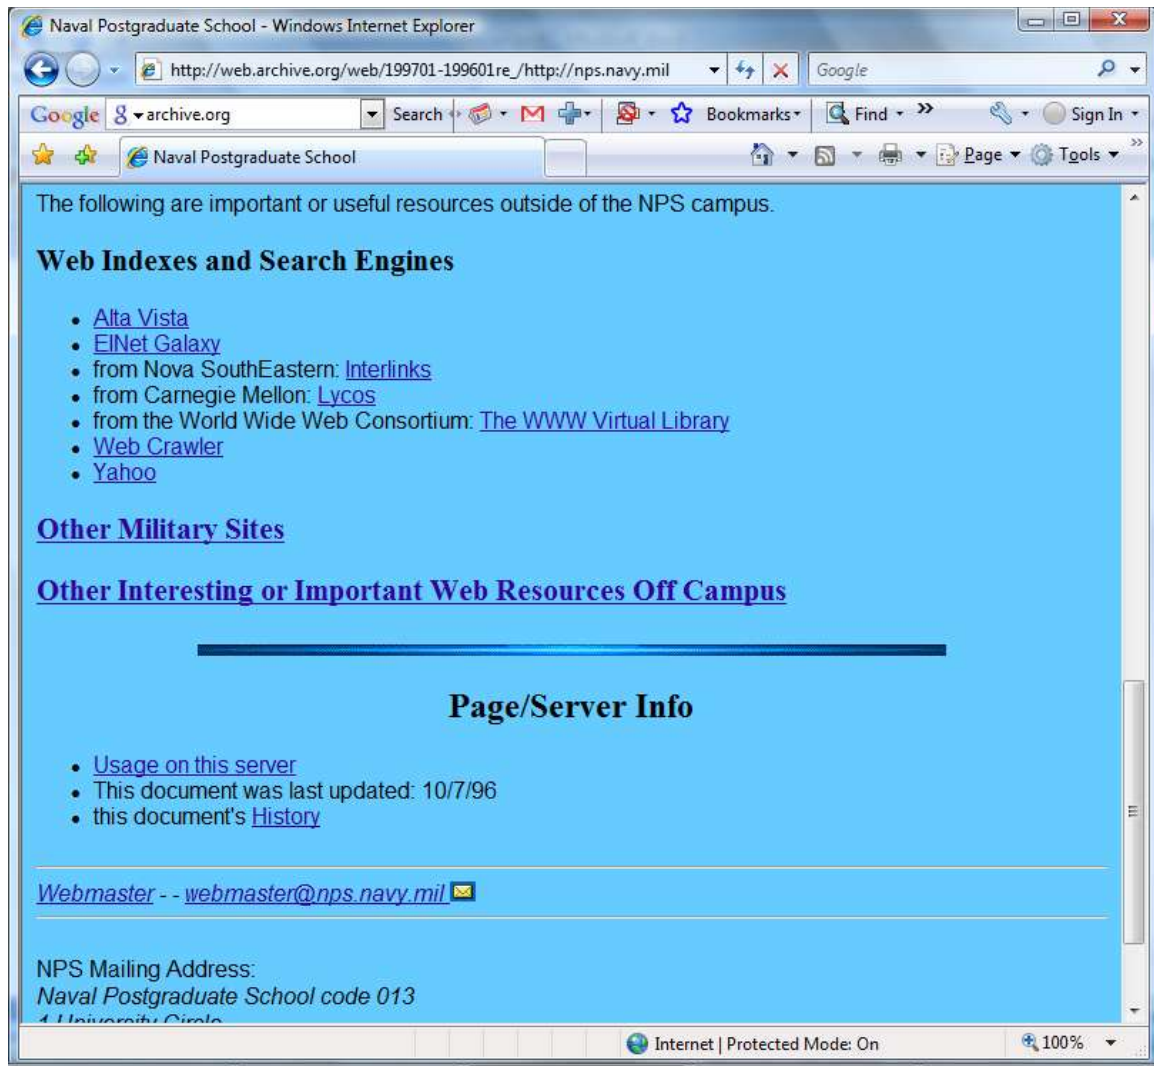 Naval Postgraduate School - Windows Internet Explorer
http://web.archive.org/web/199701-199601re_/http://nps.navy.mil
Google
Google archive.org Search Bookmarks Find Sign In
Naval Postgraduate School Page Tools
The following are important or useful resources outside of the NPS campus.
Web Indexes and Search Engines
• Alta Vista
• EINet Galaxy
• from Nova SouthEastern: Interlinks
• from Carnegie Mellon: Lycos
• from the World Wide Web Consortium: The WWW Virtual Library
• Web Crawler
• Yahoo
Other Military Sites
Other Interesting or Important Web Resources Off Campus
Page/Server Info
• Usage on this server
• This document was last updated: 10/7/96
• this document's History
Webmaster - - webmaster@nps.navy.mil
NPS Mailing Address:
Naval Postgraduate School code 013
1 University Circle
Internet | Protected Mode: On 100%